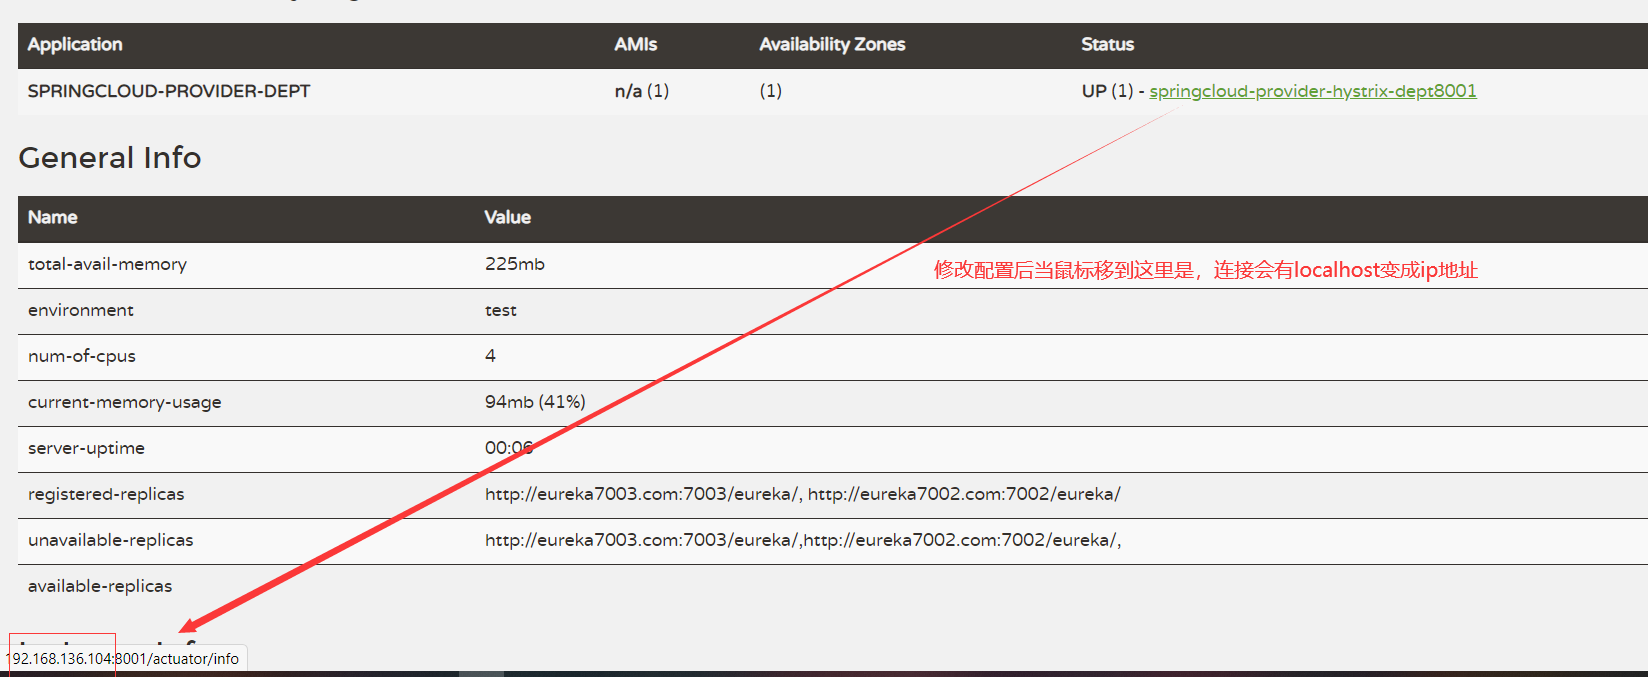 Application AMIs Availability Zones Status
SPRINGCLOUD-PROVIDER-DEPT n/a (1) (1) UP (1) - springcloud-provider-hystrix-dept8001
General Info
Name Value
total-avail-memory 225mb
修改配置后当鼠标移到这里是，连接会有localhost变成ip地址
environment test
num-of-cpus 4
current-memory-usage 94mb (41%)
server-uptime 00:06
registered-replicas http://eureka7003.com:7003/eureka/, http://eureka7002.com:7002/eureka/
unavailable-replicas http://eureka7003.com:7003/eureka/,http://eureka7002.com:7002/eureka/,
available-replicas
192.168.136.104:8001/actuator/info